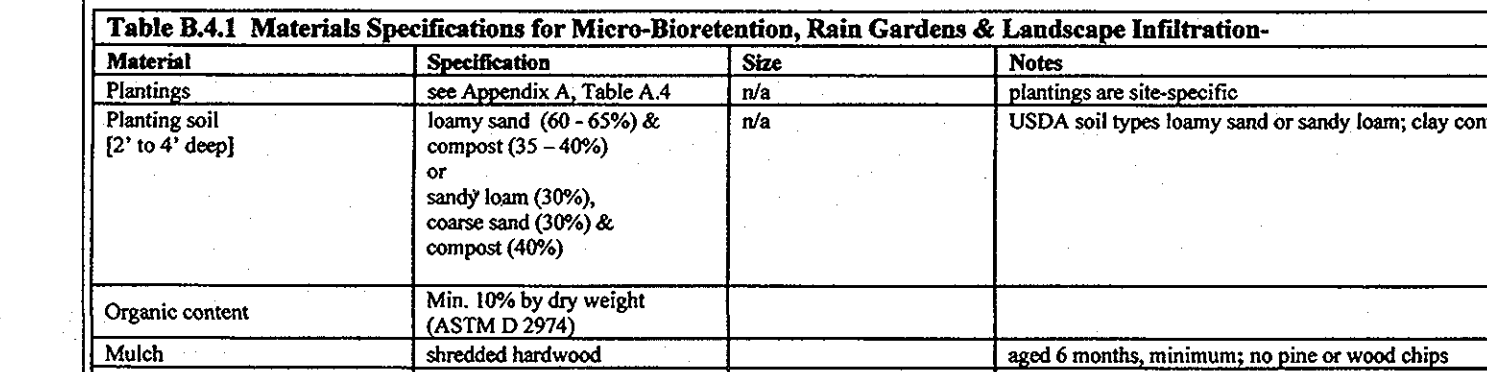 Table B.4.1 Materials Specifications for Micro-Bioretention, Rain Gardens & Landscape Infiltration-
Material Specification Size Notes
Plantings see Appendix A, Table A.4 n/a plantings are site-specific
Planting soil loamy sand (60 - 65%) & n/a USDA soil types loamy sand or sandy loam; clay con
[2' to 4' deep] compost (35 – 40%)
or
sandy loam (30%),
coarse sand (30%) &
compost (40%)
Organic content Min. 10% by dry weight
(ASTM D 2974)
Mulch shredded hardwood aged 6 months, minimum; no pine or wood chips